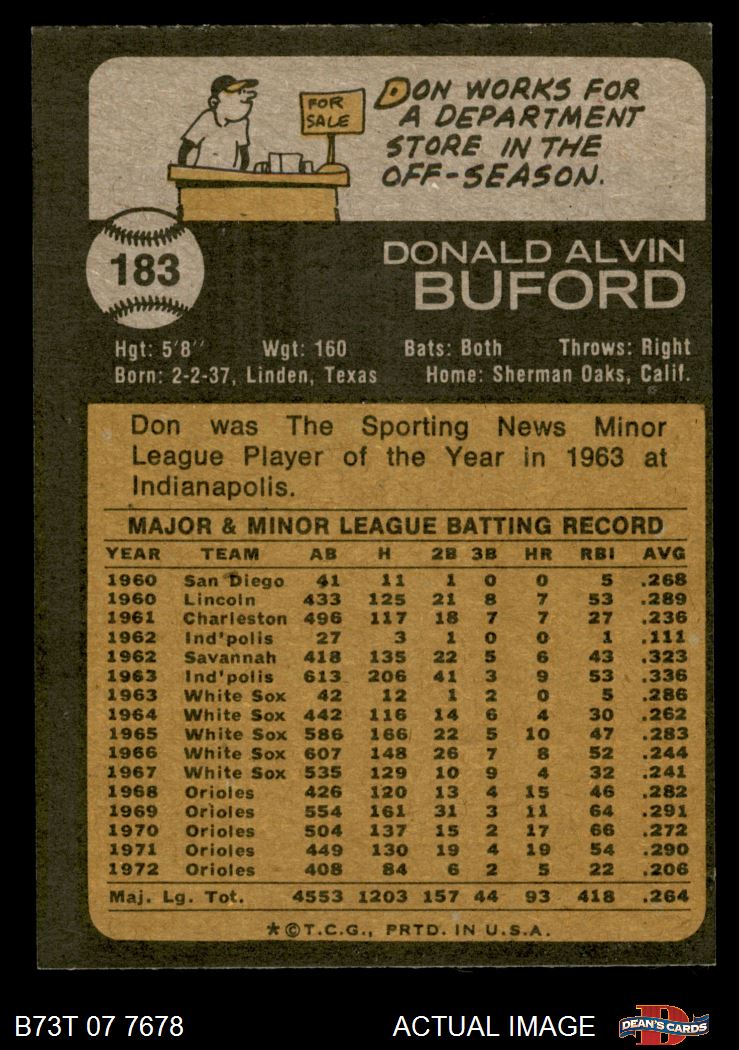 FOR
SALE
DON WORKS FOR
A DEPARTMENT
STORE IN THE
OFF-SEASON.
183
DONALD ALVIN
BUFORD
Hgt: 5'8'' Wgt: 160 Bats: Both Throws: Right
Born: 2-2-37, Linden, Texas Home: Sherman Oaks, Calif.
Don was The Sporting News Minor
League Player of the Year in 1963 at
Indianapolis.
MAJOR & MINOR LEAGUE BATTING RECORD
YEAR TEAM AB H 2B 3B HR RBI AVG
1960 San Diego 41 11 1 0 0 5 .268
1960 Lincoln 433 125 21 8 7 53 .289
1961 Charleston 496 117 18 7 7 27 .236
1962 Ind'polis 27 3 1 0 0 1 .111
1962 Savannah 418 135 22 5 6 43 .323
1963 Ind'polis 613 206 41 3 9 53 .336
1963 White Sox 42 12 1 2 0 5 .286
1964 White Sox 442 116 14 6 4 30 .262
1965 White Sox 586 166 22 5 10 47 .283
1966 White Sox 607 148 26 7 8 52 .244
1967 White Sox 535 129 10 9 4 32 .241
1968 Orioles 426 120 13 4 15 46 .282
1969 Orioles 554 161 31 3 11 64 .291
1970 Orioles 504 137 15 2 17 66 .272
1971 Orioles 449 130 19 4 19 54 .290
1972 Orioles 408 84 6 2 5 22 .206
Maj. Lg. Tot. 4553 1203 157 44 93 418 .264
*©T.C.G., PRTD. IN U.S.A.
B73T 07 7678 ACTUAL IMAGE D DEAN'S CARDS